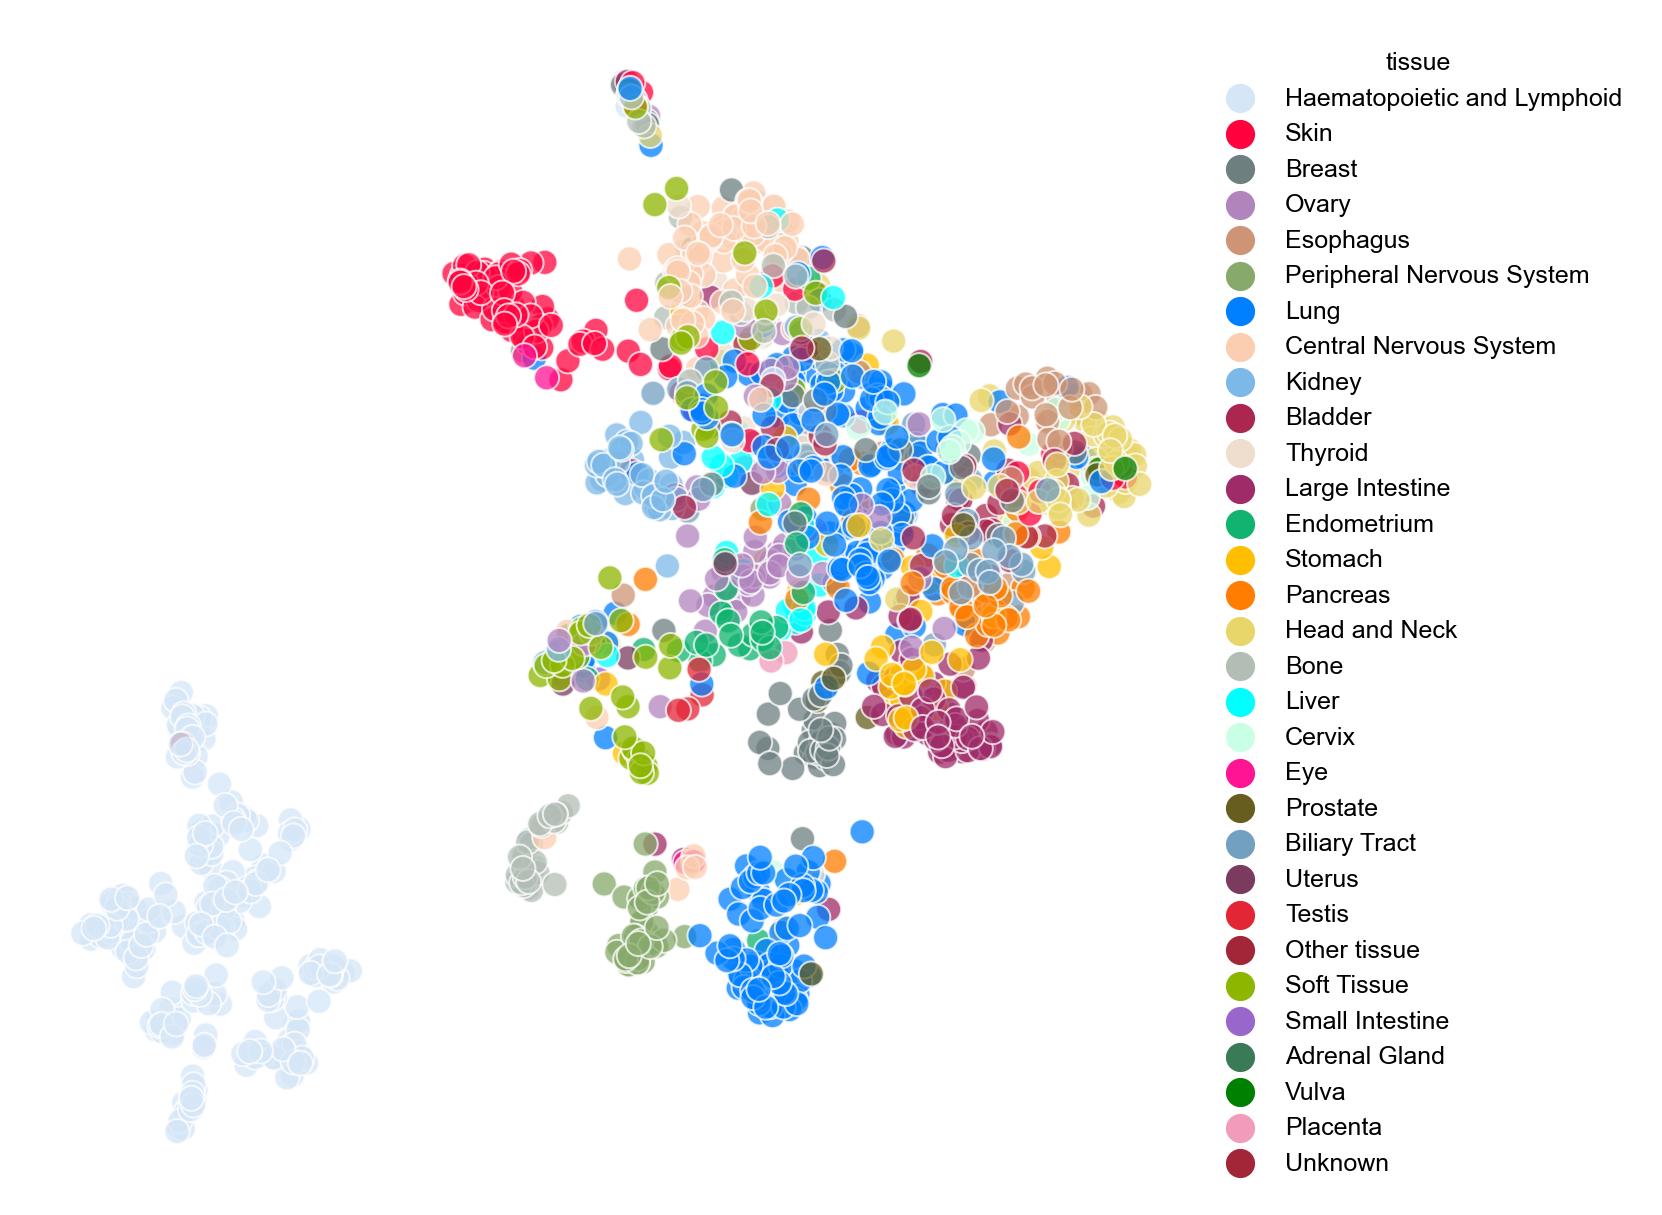 tissue
Haematopoietic and Lymphoid
Skin
Breast
Ovary
Esophagus
Peripheral Nervous System
Lung
Central Nervous System
Kidney
Bladder
Thyroid
Large Intestine
Endometrium
Stomach
Pancreas
Head and Neck
Bone
Liver
Cervix
Eye
Prostate
Biliary Tract
Uterus
Testis
Other tissue
Soft Tissue
Small Intestine
Adrenal Gland
Vulva
Placenta
Unknown